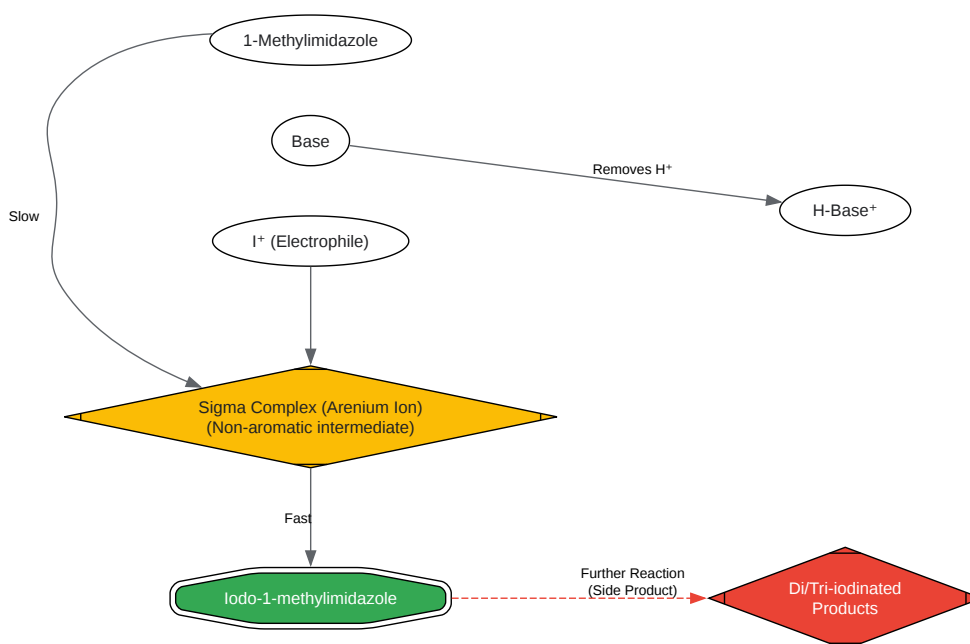 1-Methylimidazole
Base
Removes H⁺
H-Base⁺
Slow
I⁺ (Electrophile)
Sigma Complex (Arenium Ion)
(Non-aromatic intermediate)
Fast
Iodo-1-methylimidazole
Further Reaction
(Side Product)
Di/Tri-iodinated
Products